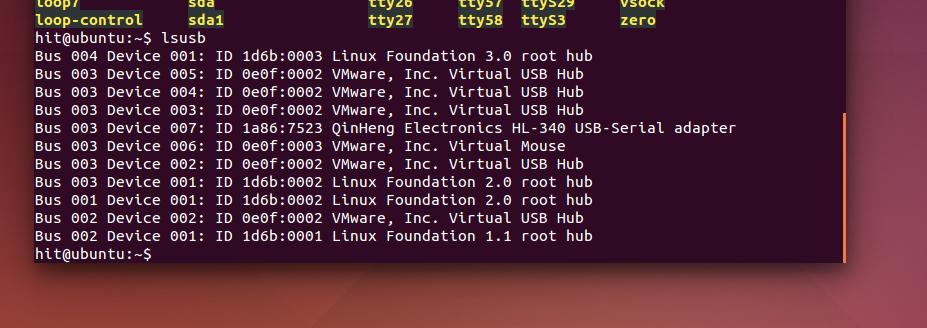 loop7 sda tty26 tty57 ttyS29 vsock
loop-control sda1 tty27 tty58 ttyS3 zero
hit@ubuntu:~$ lsusb
Bus 004 Device 001: ID 1d6b:0003 Linux Foundation 3.0 root hub
Bus 003 Device 005: ID 0e0f:0002 VMware, Inc. Virtual USB Hub
Bus 003 Device 004: ID 0e0f:0002 VMware, Inc. Virtual USB Hub
Bus 003 Device 003: ID 0e0f:0002 VMware, Inc. Virtual USB Hub
Bus 003 Device 007: ID 1a86:7523 QinHeng Electronics HL-340 USB-Serial adapter
Bus 003 Device 006: ID 0e0f:0003 VMware, Inc. Virtual Mouse
Bus 003 Device 002: ID 0e0f:0002 VMware, Inc. Virtual USB Hub
Bus 003 Device 001: ID 1d6b:0002 Linux Foundation 2.0 root hub
Bus 001 Device 001: ID 1d6b:0002 Linux Foundation 2.0 root hub
Bus 002 Device 002: ID 0e0f:0002 VMware, Inc. Virtual USB Hub
Bus 002 Device 001: ID 1d6b:0001 Linux Foundation 1.1 root hub
hit@ubuntu:~$